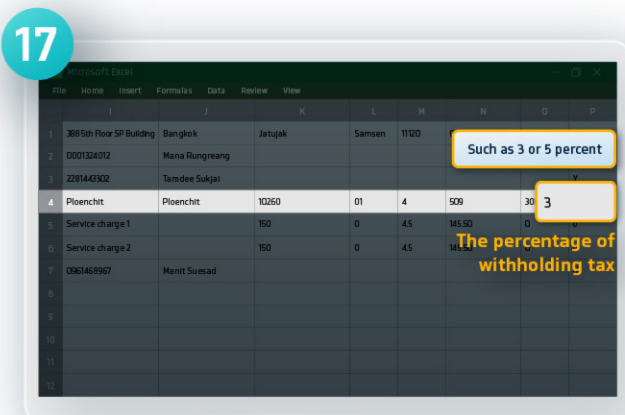 17
Microsoft Excel
File Home Insert Formulas Data Review View
I J K L M N O P
1 388 5th Floor SP Building Bangkok Jatujak Samsen 11120
Such as 3 or 5 percent
2 0001324012 Mana Rungreang
3 2281443302 Tamdee Sukjai Y
4 Ploenchit Ploenchit 10260 01 4 509 30 3
5 Service charge 1 150 0 4.5 145.50 0 0
The percentage of
6 Service charge 2 150 0 4.5
withholding tax
7 0961468967 Manit Suesad
8
9
10
11
12